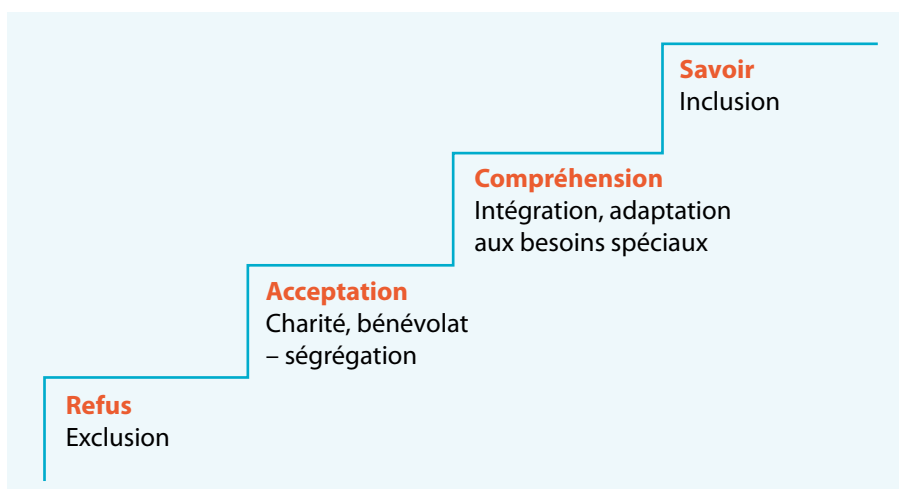 Savoir
Inclusion
Compréhension
Intégration, adaptation
aux besoins spéciaux
Acceptation
Charité, bénévolat
– ségrégation
Refus
Exclusion